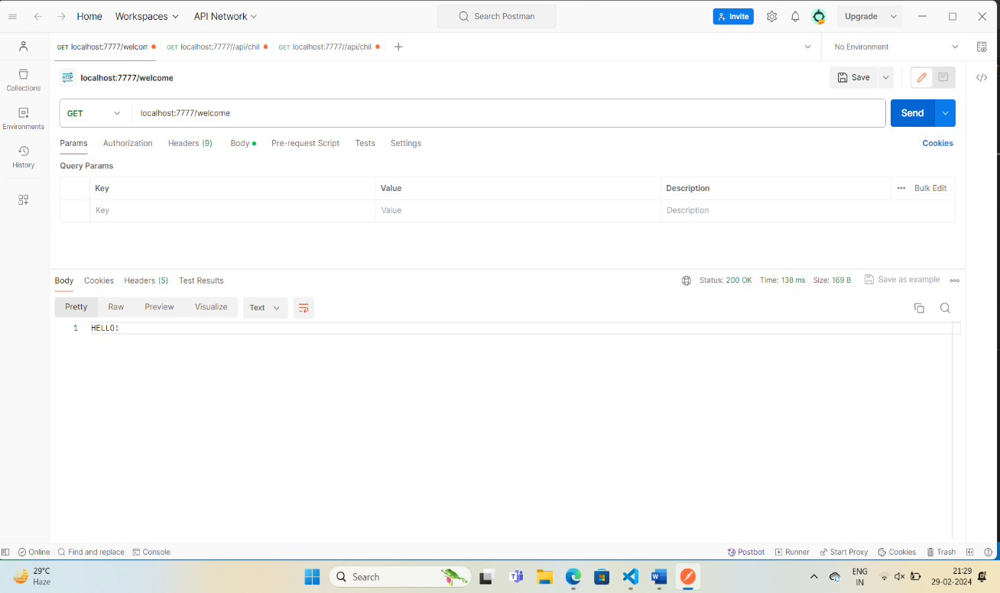 Home Workspaces API Network Search Postman Invite Upgrade
GET localhost:7777/welcom GET localhost:7777//api/chil GET localhost:7777//api/chil No Environment
HTTP localhost:7777/welcome Save
Collections
Environments
History
GET localhost:7777/welcome Send
Params Authorization Headers (9) Body Pre-request Script Tests Settings Cookies
Query Params
Key Value Description Bulk Edit
Key Value Description
Body Cookies Headers (5) Test Results Status: 200 OK Time: 138 ms Size: 169 B Save as example
Pretty Raw Preview Visualize Text
1 HELLO!
Online Find and replace Console Postbot Runner Start Proxy Cookies Trash
29°C
Haze
Search
ENG
IN
21:29
29-02-2024